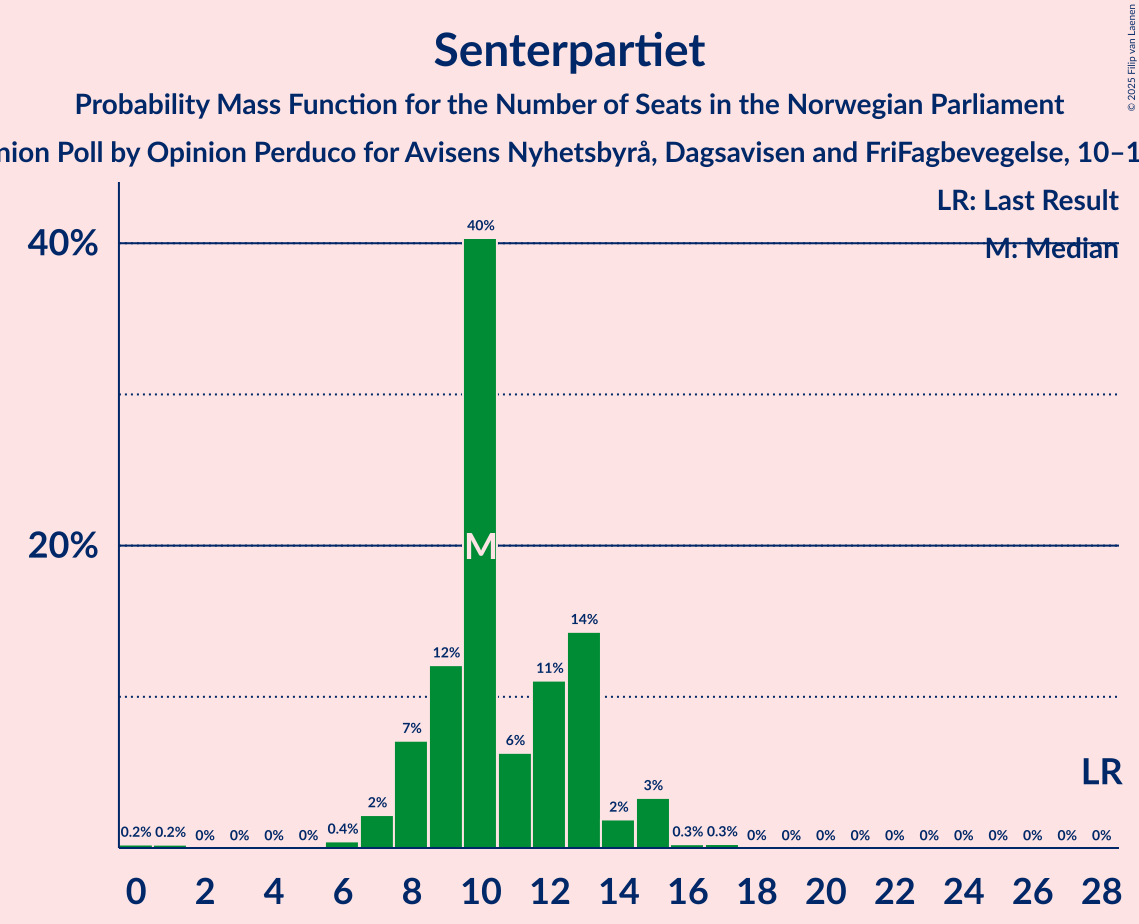 © 2025 Filip van Laenen
Senterpartiet
Probability Mass Function for the Number of Seats in the Norwegian Parliament
nion Poll by Opinion Perduco for Avisens Nyhetsbyrå, Dagsavisen and FriFagbevegelse, 10–1
LR: Last Result
M: Median
40%
20%
0.2% 0.2% 0% 0% 0% 0% 0.4% 2% 7% 12% 40% 6% 11% 14% 2% 3% 0.3% 0.3% 0% 0% 0% 0% 0% 0% 0% 0% 0% 0% 0%
M
LR
0 2 4 6 8 10 12 14 16 18 20 22 24 26 28